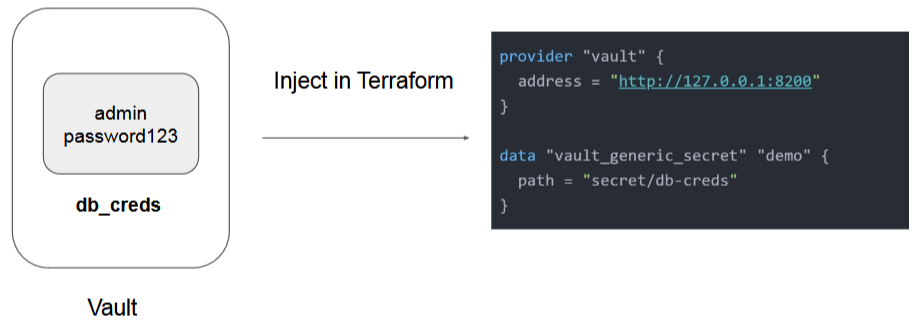 admin
password123
db_creds
Vault
Inject in Terraform
provider "vault" {
  address = "http://127.0.0.1:8200"
}
data "vault_generic_secret" "demo" {
  path = "secret/db-creds"
}